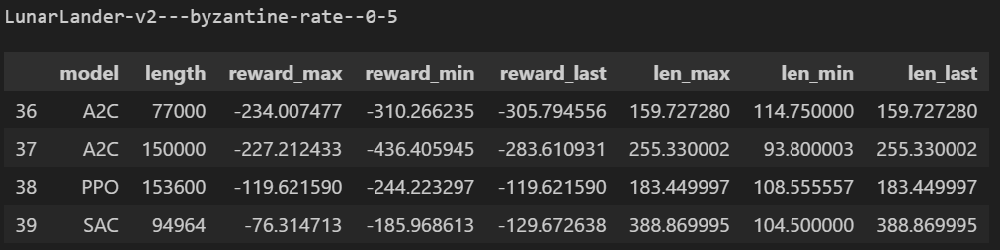 LunarLander-v2---byzantine-rate--0-5
model length reward_max reward_min reward_last len_max len_min len_last
36 A2C 77000 -234.007477 -310.266235 -305.794556 159.727280 114.750000 159.727280
37 A2C 150000 -227.212433 -436.405945 -283.610931 255.330002 93.800003 255.330002
38 PPO 153600 -119.621590 -244.223297 -119.621590 183.449997 108.555557 183.449997
39 SAC 94964 -76.314713 -185.968613 -129.672638 388.869995 104.500000 388.869995